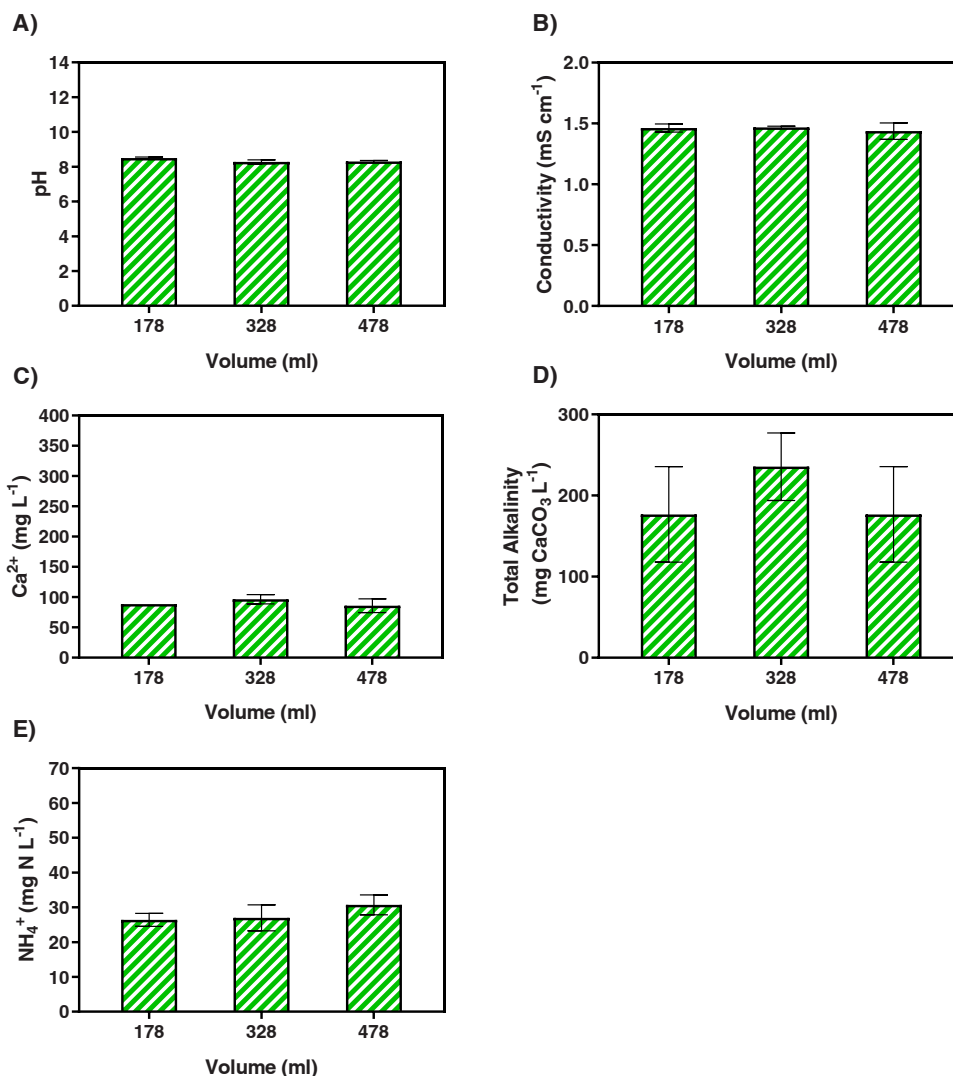 A)
pH
14
12
10
8
6
4
2
0
178 328 478
Volume (ml)
B)
Conductivity (mS cm⁻¹)
2.0
1.5
1.0
0.5
0.0
178 328 478
Volume (ml)
C)
Ca²⁺ (mg L⁻¹)
400
350
300
250
200
150
100
50
0
178 328 478
Volume (ml)
D)
Total Alkalinity
(mg CaCO₃ L⁻¹)
300
200
100
0
178 328 478
Volume (ml)
E)
NH₄⁺ (mg N L⁻¹)
70
60
50
40
30
20
10
0
178 328 478
Volume (ml)